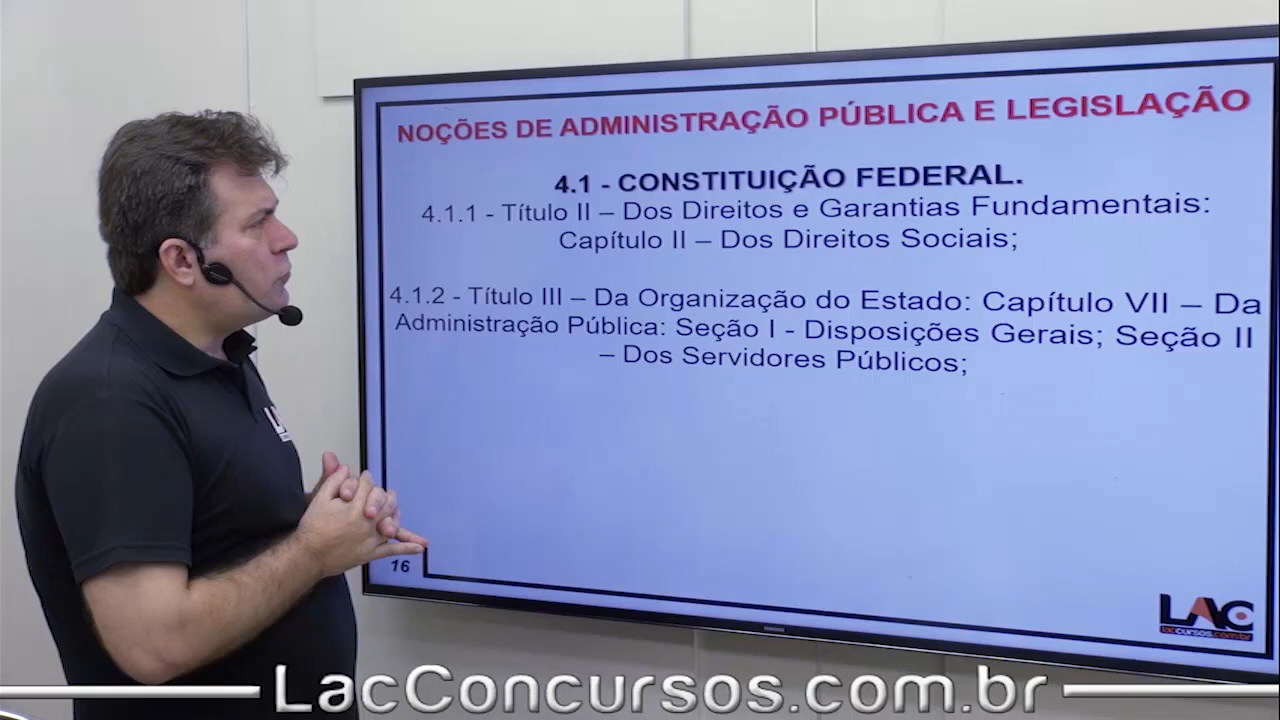 NOÇÕES DE ADMINISTRAÇÃO PÚBLICA E LEGISLAÇÃO
4.1 - CONSTITUIÇÃO FEDERAL.
4.1.1 - Título II – Dos Direitos e Garantias Fundamentais:
Capítulo II – Dos Direitos Sociais;
4.1.2 - Título III – Da Organização do Estado: Capítulo VII – Da
Administração Pública: Seção I - Disposições Gerais; Seção II
– Dos Servidores Públicos;
16
LAC
laccursos.com.br
LacConcursos.com.br